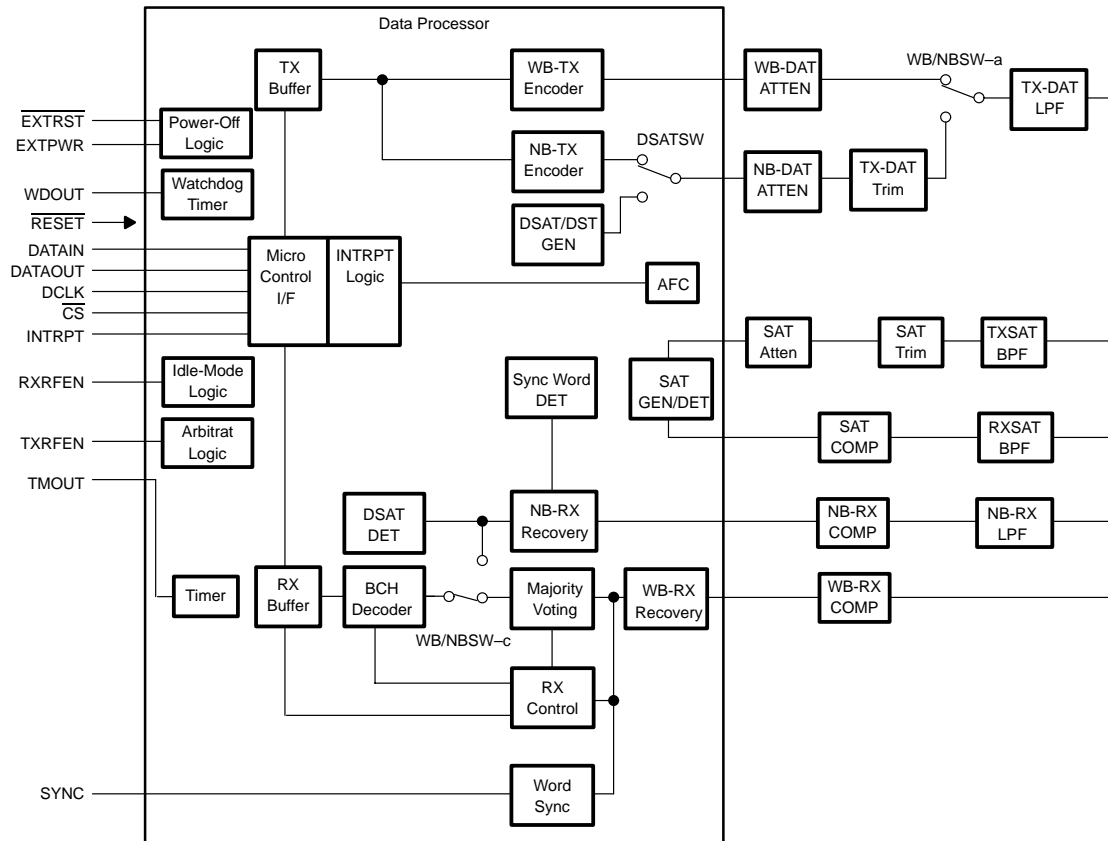 Data Processor
TX
Buffer
WB-TX
Encoder
WB-DAT
ATTEN
WB/NBSW–a
TX-DAT
LPF
EXTRST
EXTPWR
Power-Off
Logic
NB-TX
Encoder
DSATSW
NB-DAT
ATTEN
TX-DAT
Trim
WDOUT
Watchdog
Timer
RESET
DSAT/DST
GEN
DATAIN
DATAOUT
DCLK
CS
INTRPT
Micro
Control
I/F
INTRPT
Logic
AFC
SAT
Atten
SAT
Trim
TXSAT
BPF
RXRFEN
Idle-Mode
Logic
Sync Word
DET
SAT
GEN/DET
TXRFEN
Arbitrat
Logic
SAT
COMP
RXSAT
BPF
TMOUT
DSAT
DET
NB-RX
Recovery
NB-RX
COMP
NB-RX
LPF
Timer
RX
Buffer
BCH
Decoder
WB/NBSW–c
Majority
Voting
WB-RX
Recovery
WB-RX
COMP
RX
Control
SYNC
Word
Sync